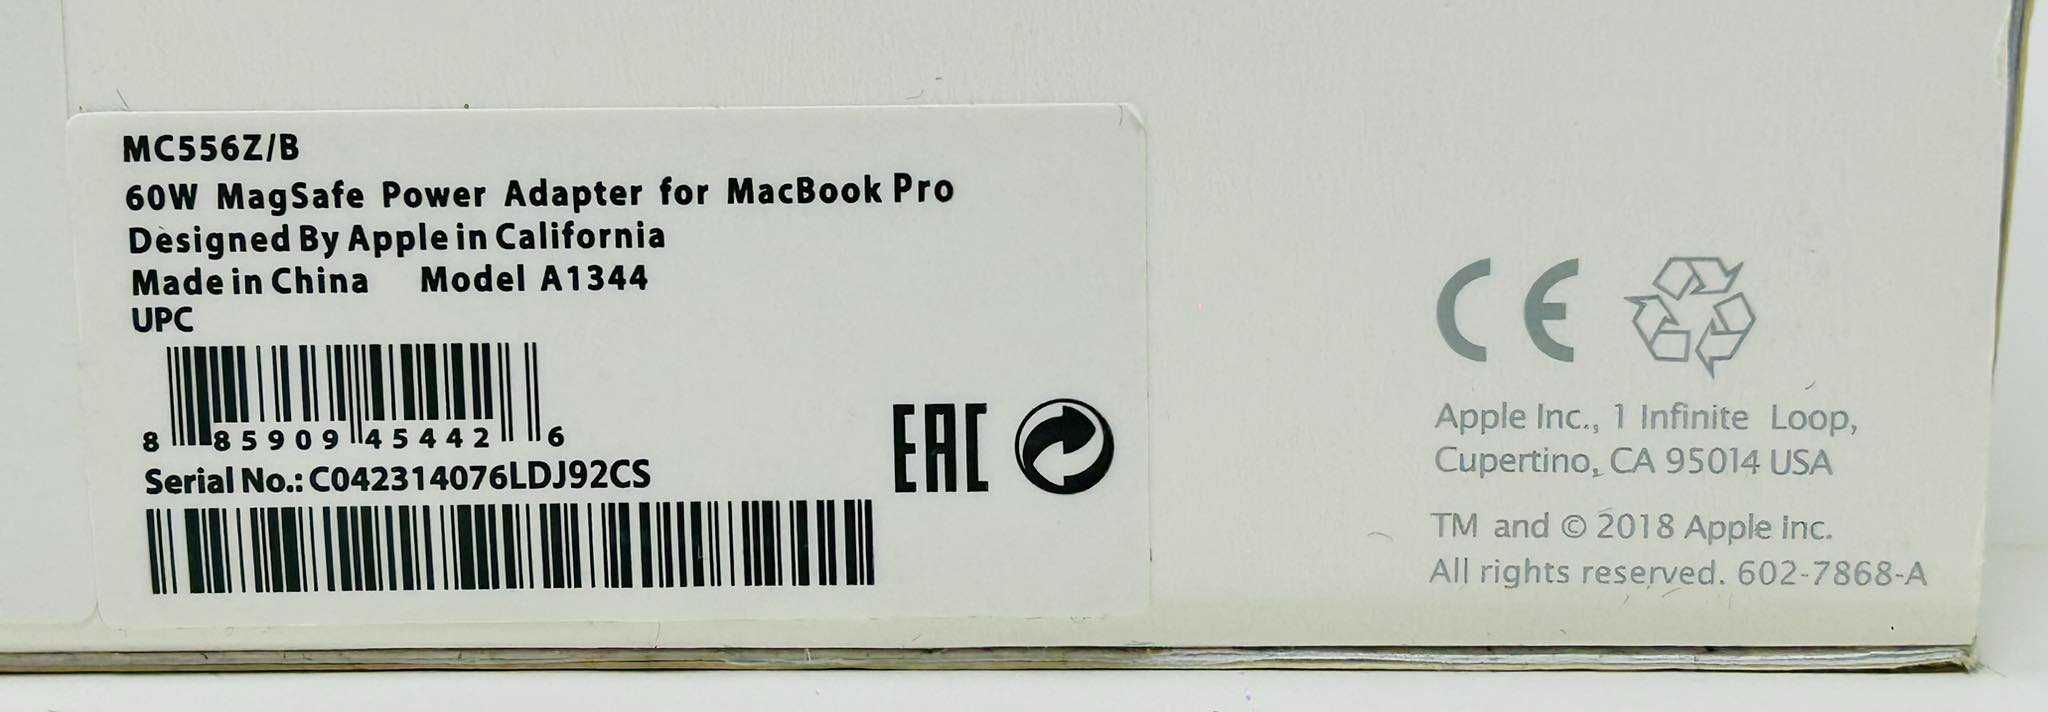 MC556Z/B
60W MagSafe Power Adapter for MacBook Pro
Designed By Apple in California
Made in China Model A1344
UPC
8 85909 45442 6
Serial No.: C042314076LDJ92CS
EAC
CE
Apple Inc., 1 Infinite Loop,
Cupertino, CA 95014 USA
TM and © 2018 Apple inc.
All rights reserved. 602-7868-A